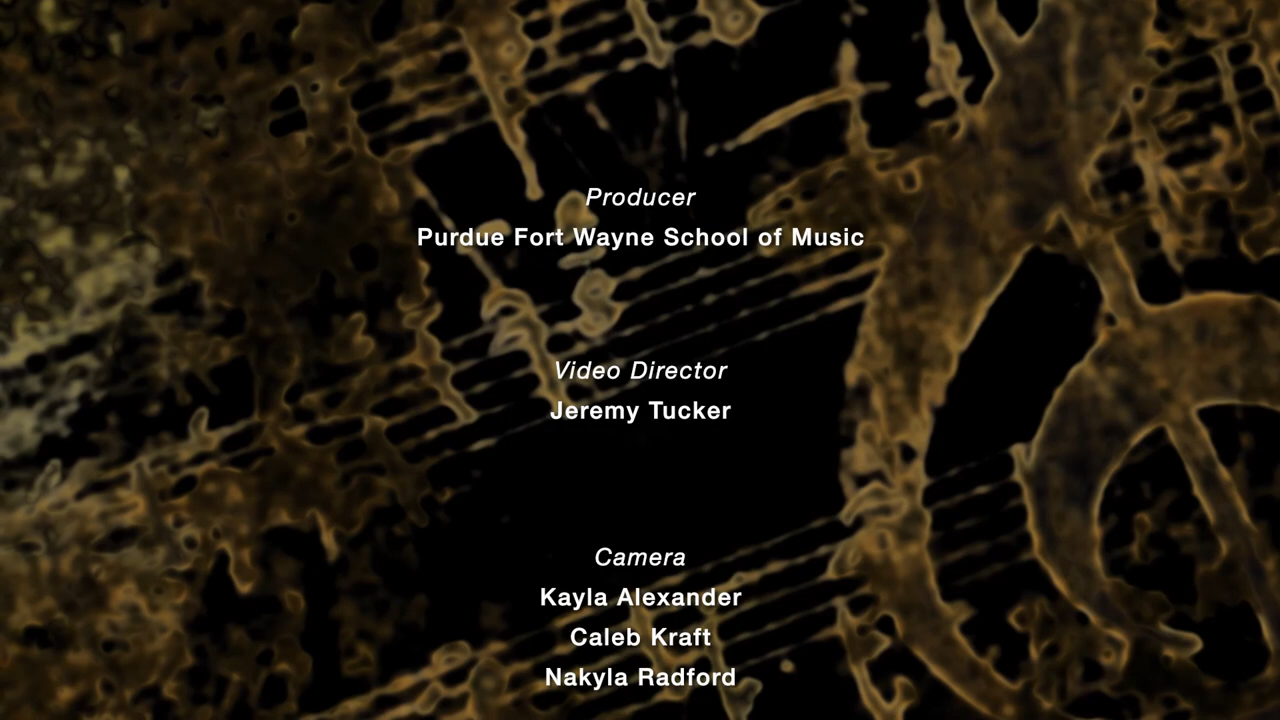 Producer
Purdue Fort Wayne School of Music
Video Director
Jeremy Tucker
Camera
Kayla Alexander
Caleb Kraft
Nakyla Radford